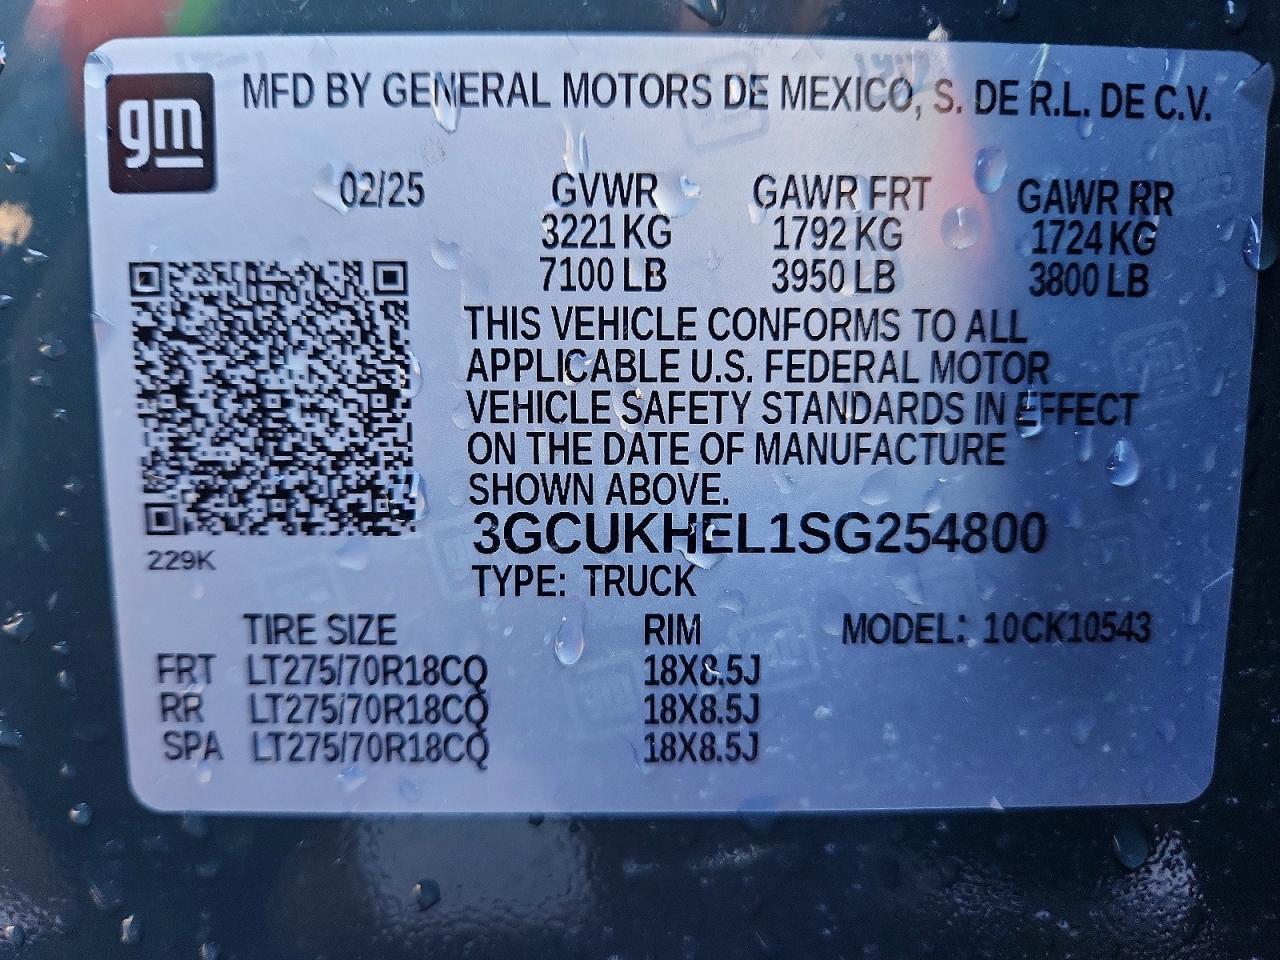 gm
MFD BY GENERAL MOTORS DE MEXICO, S. DE R.L. DE C.V.
02/25 GVWR GAWR FRT GAWR RR
3221 KG 1792 KG 1724 KG
7100 LB 3950 LB 3800 LB
THIS VEHICLE CONFORMS TO ALL
APPLICABLE U.S. FEDERAL MOTOR
VEHICLE SAFETY STANDARDS IN EFFECT
ON THE DATE OF MANUFACTURE
SHOWN ABOVE.
3GCUKHEL1SG254800
229K
TYPE: TRUCK
TIRE SIZE RIM MODEL: 10CK10543
FRT LT275/70R18CQ 18X8.5J
RR LT275/70R18CQ 18X8.5J
SPA LT275/70R18CQ 18X8.5J